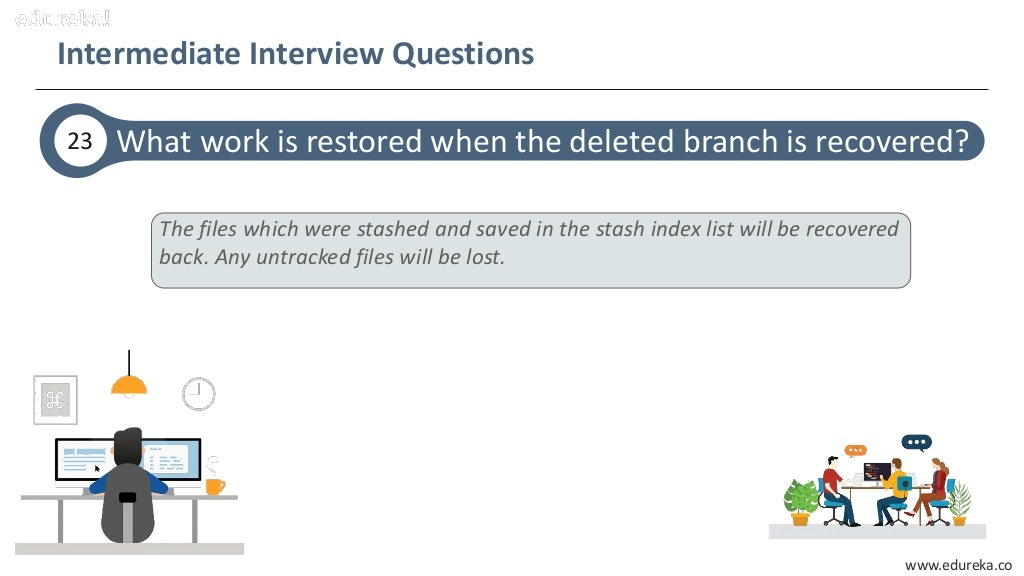 edureka!
Intermediate Interview Questions
23 What work is restored when the deleted branch is recovered?
The files which were stashed and saved in the stash index list will be recovered
back. Any untracked files will be lost.
www.edureka.co